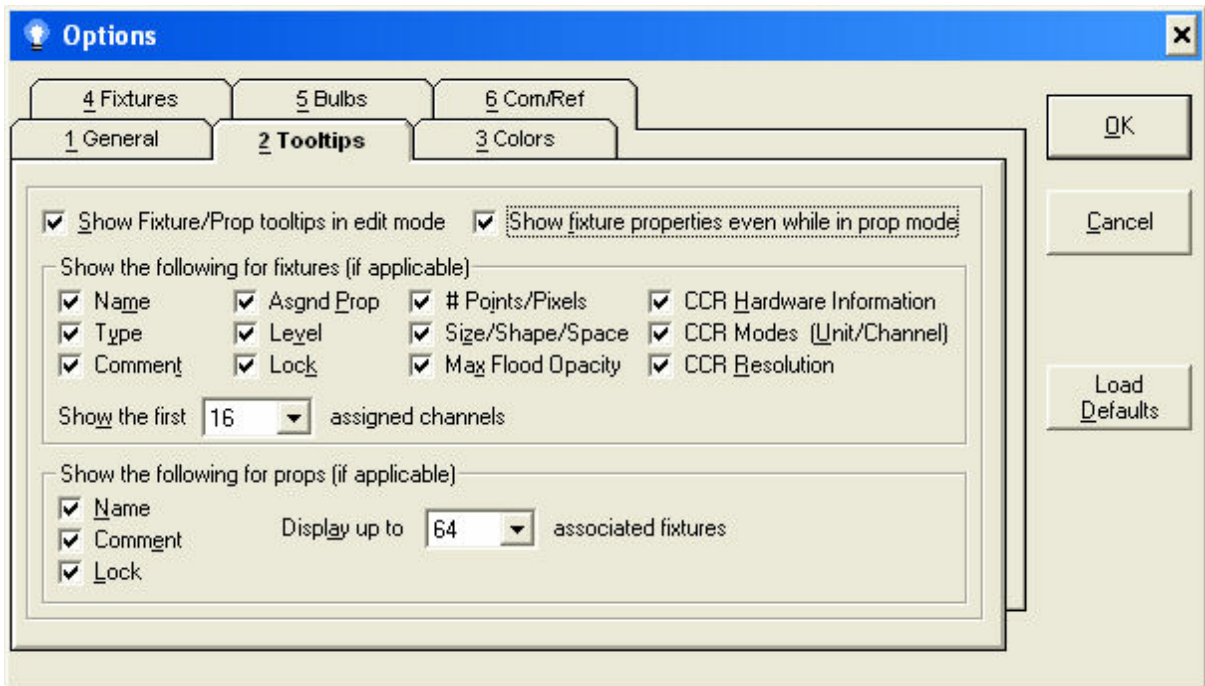 Options
4 Fixtures 5 Bulbs 6 Com/Ref
1 General 2 Tooltips 3 Colors
OK
Cancel
Load
Defaults
Show Fixture/Prop tooltips in edit mode Show fixture properties even while in prop mode
Show the following for fixtures (if applicable)
Name Asgnd Prop # Points/Pixels CCR Hardware Information
Type Level Size/Shape/Space CCR Modes (Unit/Channel)
Comment Lock Max Flood Opacity CCR Resolution
Show the first 16 assigned channels
Show the following for props (if applicable)
Name
Comment
Lock
Display up to 64 associated fixtures